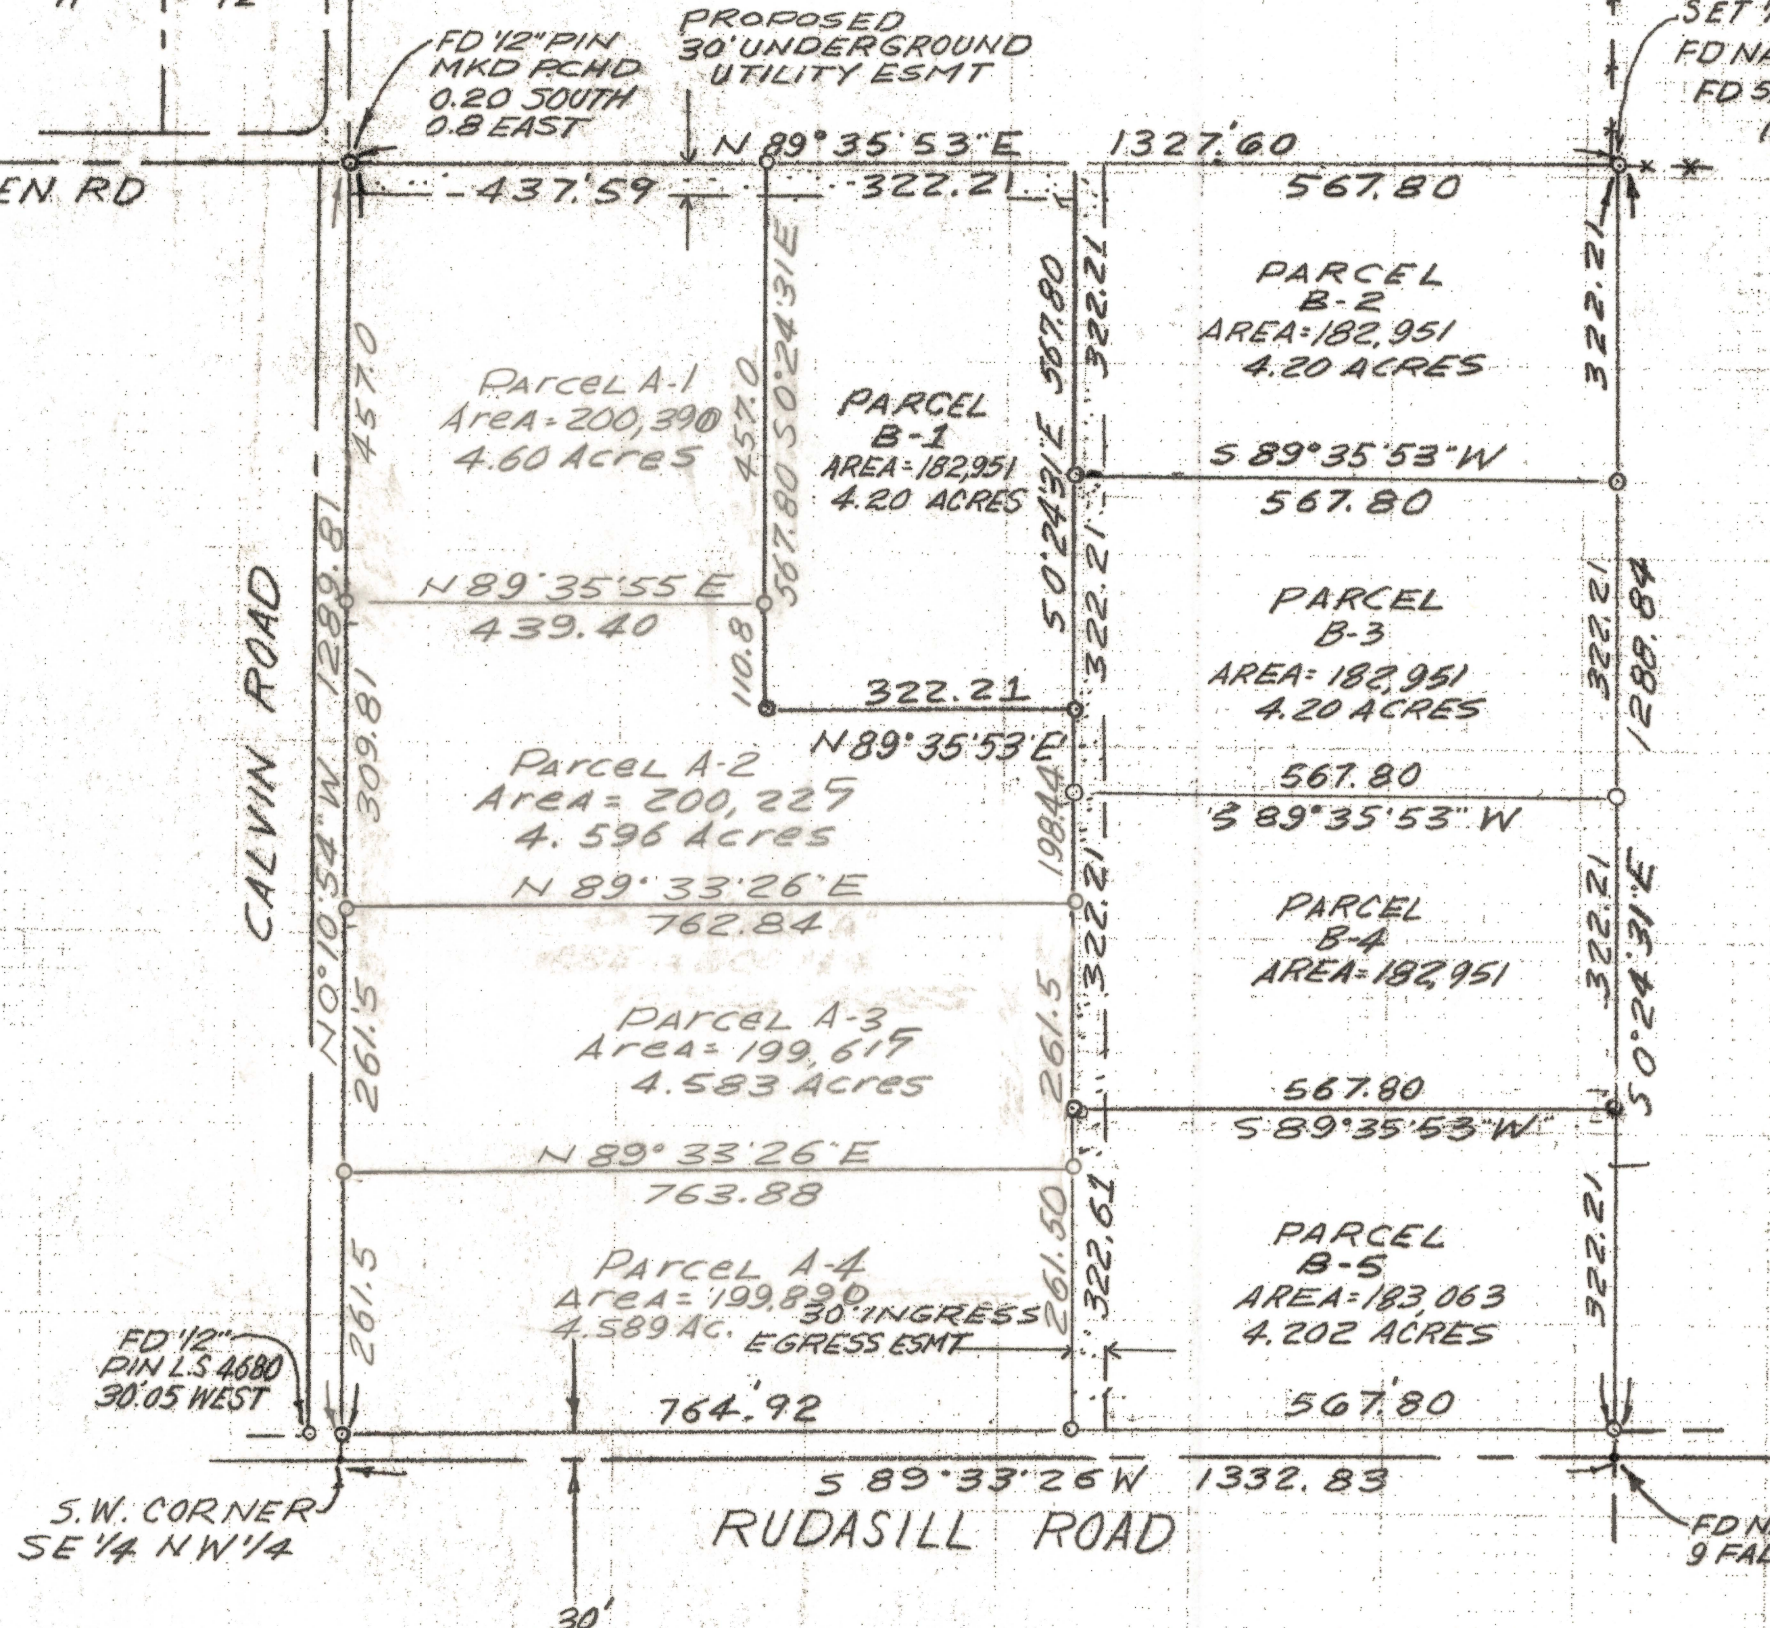 FD 1/2" PIN
MKD P.C.H.D
0.20 SOUTH
0.8 EAST
PROPOSED
30' UNDERGROUND
UTILITY ESMT
SET
FD
FD
EN RD
N 89° 35' 53" E 1327.'60
437.'59
322.21
567.80
457.0
Parcel A-1
Area = 200,390
4.60 Acres
457.0
567.80 S 0° 24' 31 E
PARCEL
B-1
AREA = 182,951
4.20 ACRES
S 0° 24' 31" E 567.80
322.21
PARCEL
B-2
AREA = 182,951
4.20 ACRES
322.21
S 89° 35' 53" W
567.80
N 89° 35' 55 E
439.40
110.8
322.21
N 89° 35' 53" E
322.21
PARCEL
B-3
AREA = 182,951
4.20 ACRES
322.21
1288.84
S 0° 24' 31" E
567.80
S 89° 35' 53" W
CALVIN ROAD
N 0° 10' 54" W. 1289.81
309.81
Parcel A-2
Area = 200,225
4.596 Acres
198.44
N 89° 33' 26" E
762.84
322.21
PARCEL
B-4
AREA = 182,951
322.21
567.80
S 89° 35' 53" W
261.5
Parcel A-3
Area = 199,615
4.583 Acres
261.5
N 89° 33' 26" E
763.88
261.5
Parcel A-4
Area = 199,890
4.589 Ac.
30' INGRESS
EGRESS ESMT
261.50
322.61
PARCEL
B-5
AREA = 183,063
4.202 ACRES
322.21
FD 1/2"
PIN L.S 4680
30.'05 WEST
764.'92
567.'80
S 89° 33' 26 W 1332.83
S.W. CORNER
SE 1/4 NW 1/4
RUDASILL ROAD
FD
9
30'